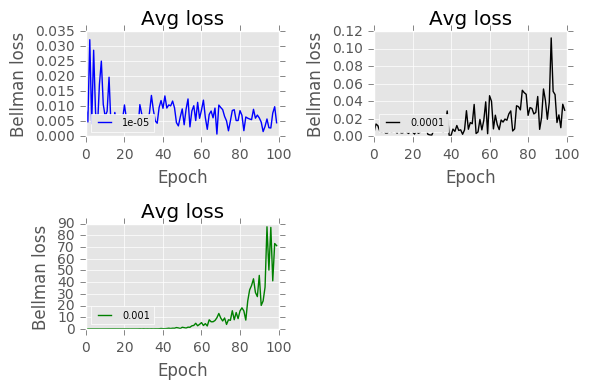 Avg loss
Bellman loss
0.035
0.030
0.025
0.020
0.015
0.010
0.005
0.000
1e-05
0 20 40 60 80 100
Epoch
Avg loss
Bellman loss
0.12
0.10
0.08
0.06
0.04
0.02
0.00
0.0001
0 20 40 60 80 100
Epoch
Avg loss
Bellman loss
90
80
70
60
50
40
30
20
10
0
0.001
0 20 40 60 80 100
Epoch